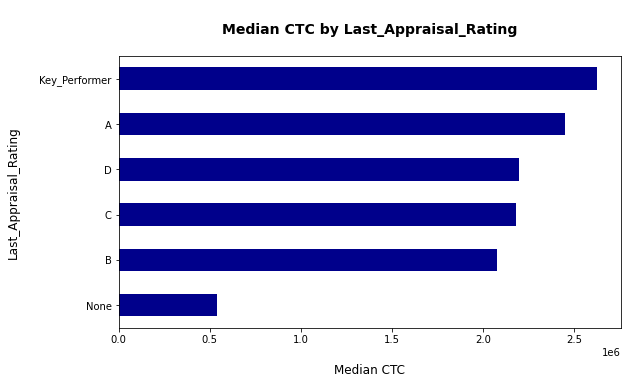 Median CTC by Last_Appraisal_Rating
Key_Performer
A
D
C
B
None
Last_Appraisal_Rating
0.0 0.5 1.0 1.5 2.0 2.5
1e6
Median CTC